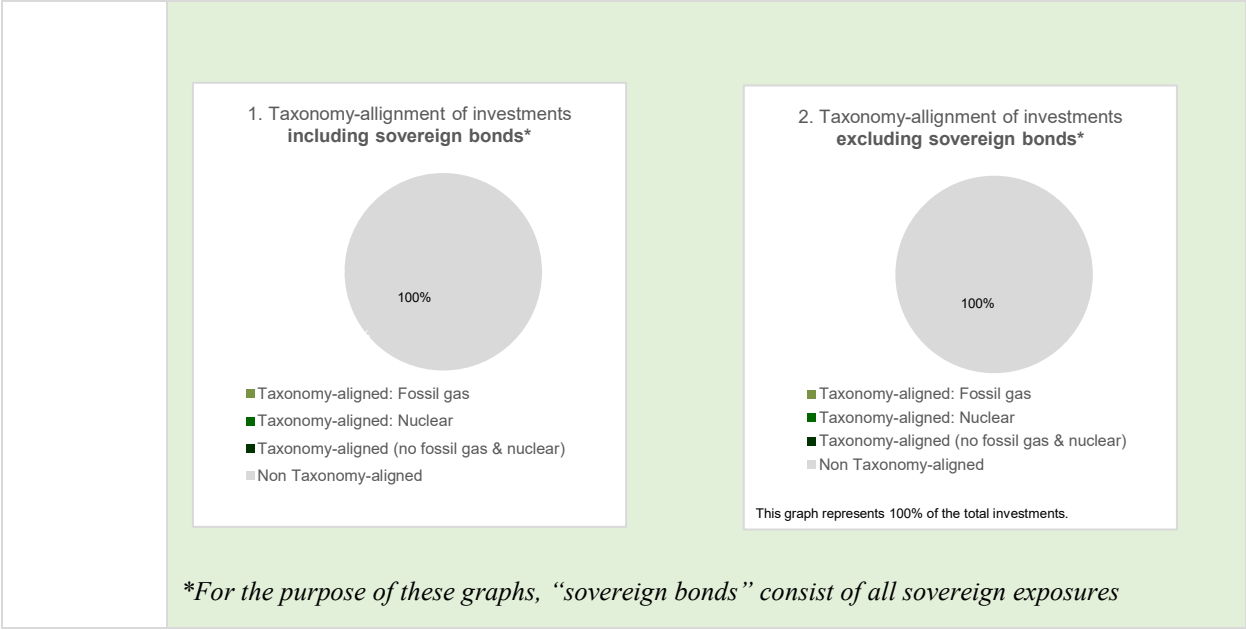 1. Taxonomy-allignment of investments
including sovereign bonds*
100%
Taxonomy-aligned: Fossil gas
Taxonomy-aligned: Nuclear
Taxonomy-aligned (no fossil gas & nuclear)
Non Taxonomy-aligned
2. Taxonomy-allignment of investments
excluding sovereign bonds*
100%
Taxonomy-aligned: Fossil gas
Taxonomy-aligned: Nuclear
Taxonomy-aligned (no fossil gas & nuclear)
Non Taxonomy-aligned
This graph represents 100% of the total investments.
*For the purpose of these graphs, “sovereign bonds” consist of all sovereign exposures